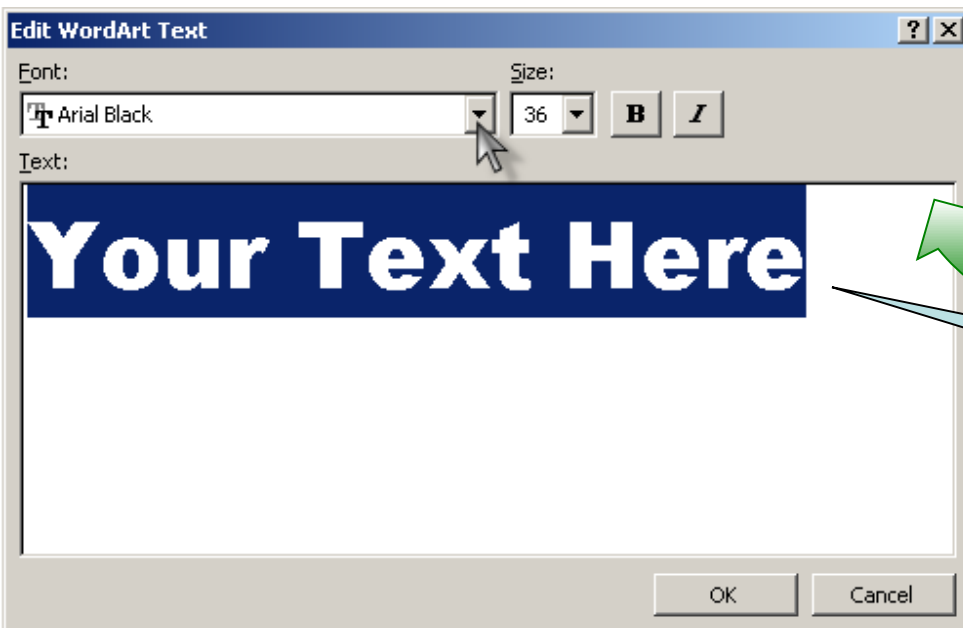 Edit WordArt Text
Font: Size:
Arial Black 36 B I
Text:
Your Text Here
OK Cancel